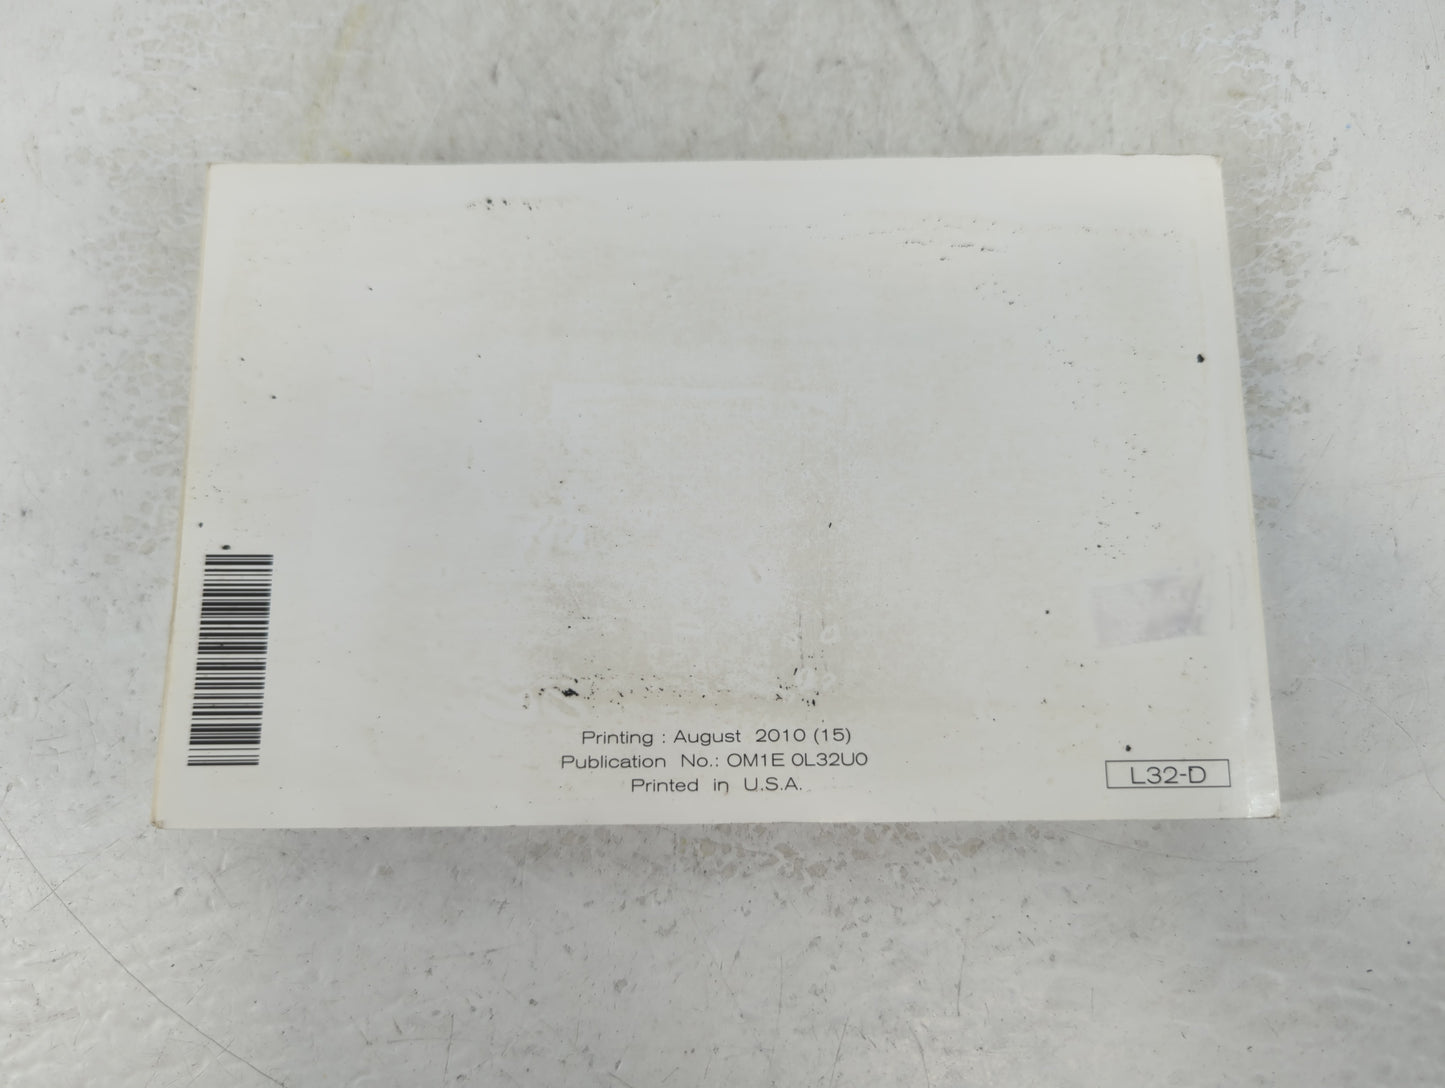 Printing : August 2010 (15)
Publication No.: OM1E 0L32U0
Printed in U.S.A.
L32-D